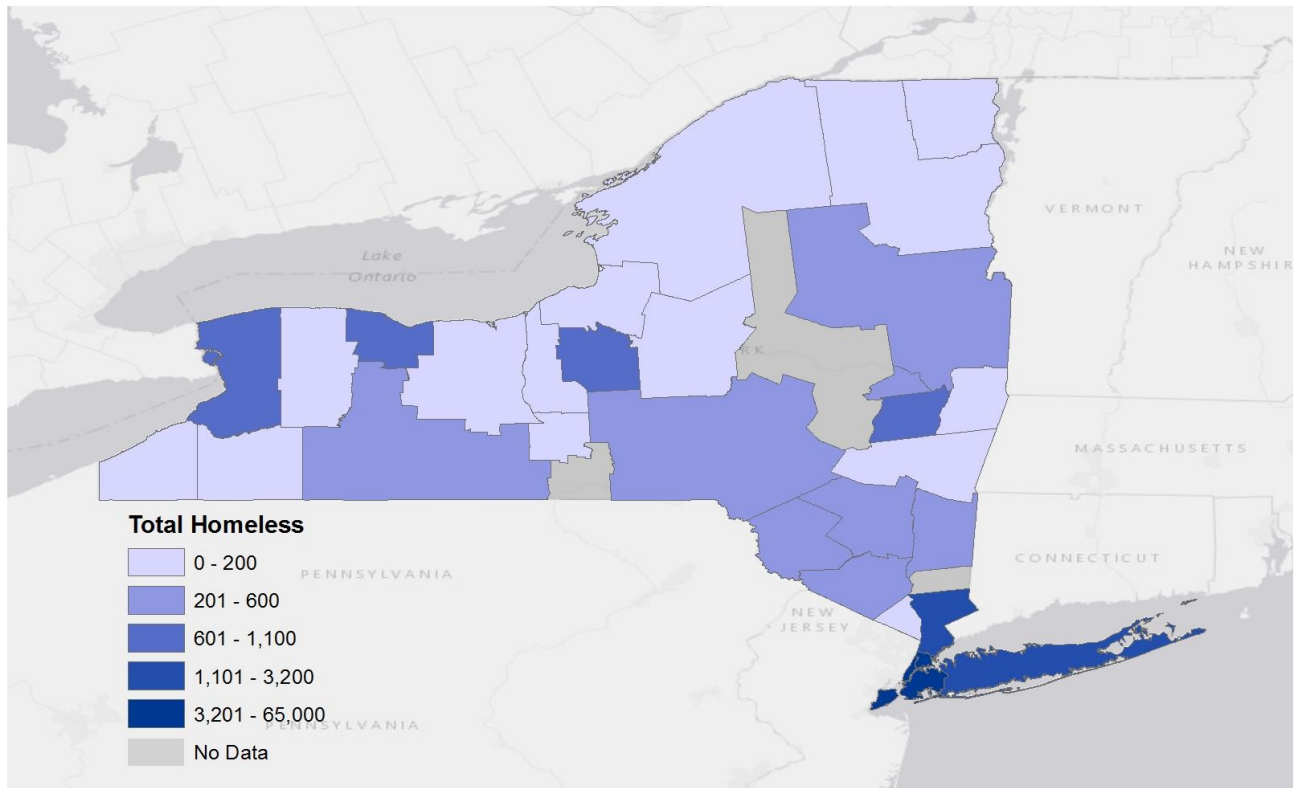 Lake
Ontario
VERMONT
NEW
HAMPSHIR
RK
MASSACHUSETTS
CONNECTICUT
PENNSYLVANIA
NEW
JERSEY
PENNSYLVANIA
Total Homeless
0 - 200
201 - 600
601 - 1,100
1,101 - 3,200
3,201 - 65,000
No Data